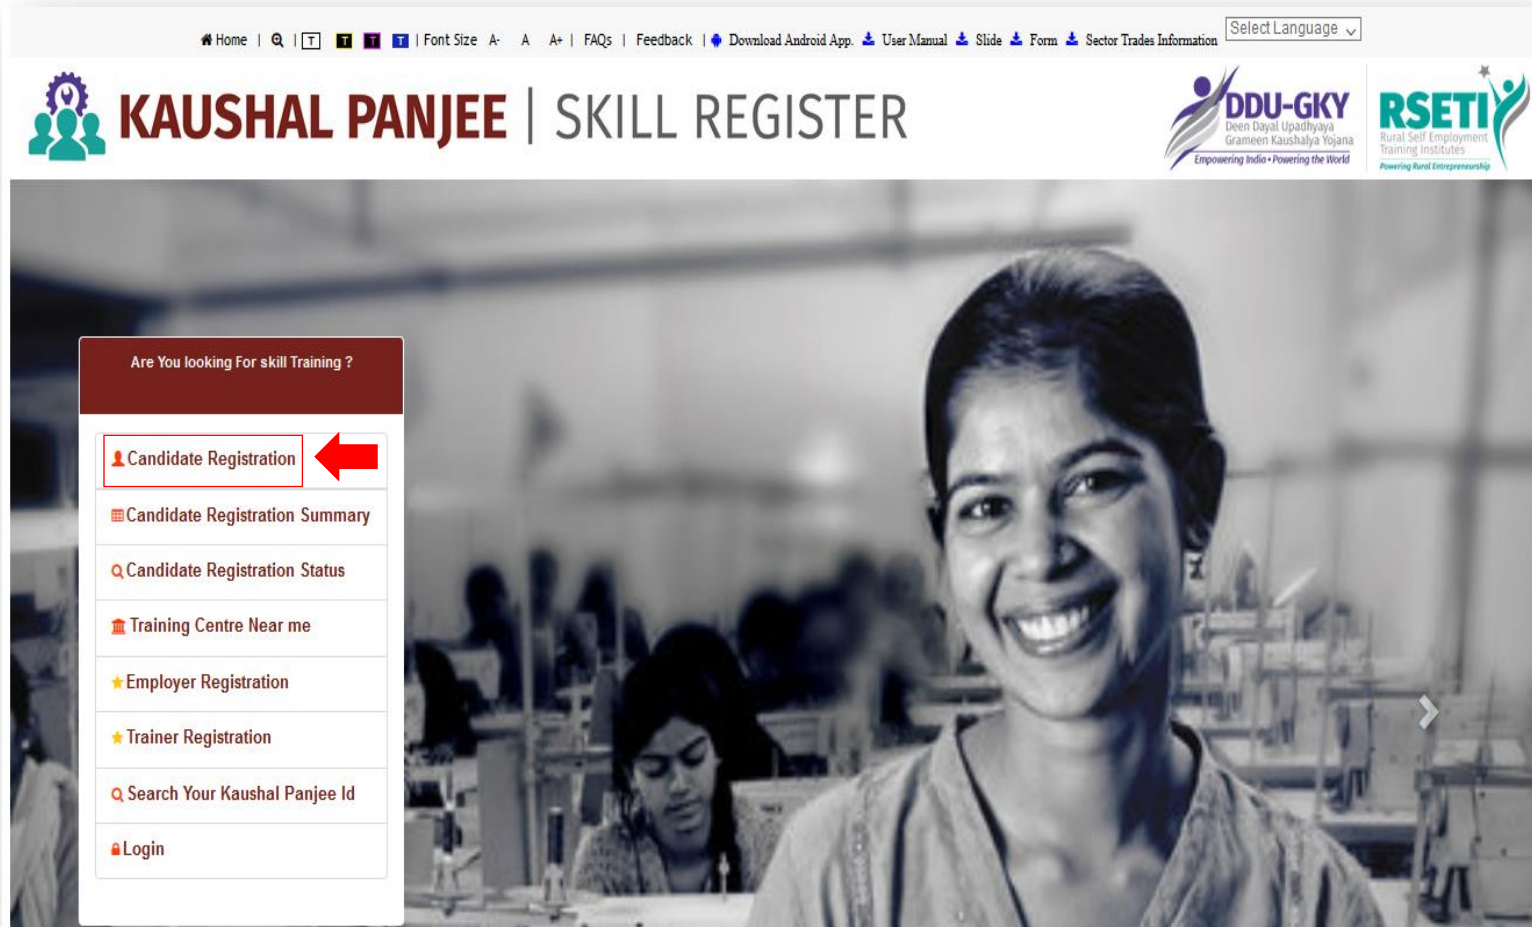 Home | | T T T T | Font Size A- A A+ | FAQs | Feedback | Download Android App. User Manual Slide Form Sector Trades Information Select Language
KAUSHAL PANJEE | SKILL REGISTER
DDU-GKY
Deen Dayal Upadhyaya
Grameen Kaushalya Yojana
Empowering India • Powering the World
RSETI
Rural Self Employment
Training Institutes
Powering Rural Entrepreneurship
Are You looking For skill Training ?
Candidate Registration
Candidate Registration Summary
Candidate Registration Status
Training Centre Near me
Employer Registration
Trainer Registration
Search Your Kaushal Panjee Id
Login